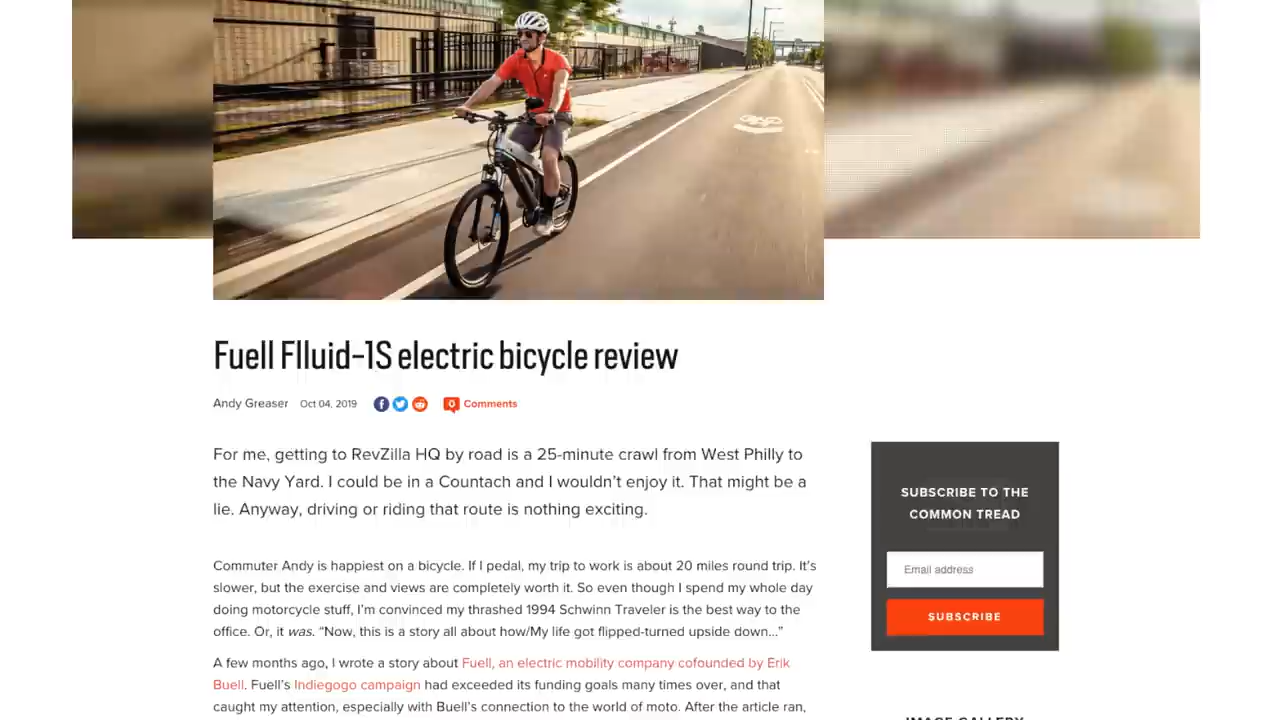 Fuell Flluid-1S electric bicycle review
Andy Greaser Oct 04, 2019 0 Comments
For me, getting to RevZilla HQ by road is a 25-minute crawl from West Philly to
the Navy Yard. I could be in a Countach and I wouldn't enjoy it. That might be a
lie. Anyway, driving or riding that route is nothing exciting.
Commuter Andy is happiest on a bicycle. If I pedal, my trip to work is about 20 miles round trip. It's
slower, but the exercise and views are completely worth it. So even though I spend my whole day
doing motorcycle stuff, I'm convinced my thrashed 1994 Schwinn Traveler is the best way to the
office. Or, it was. “Now, this is a story all about how/My life got flipped-turned upside down...”
A few months ago, I wrote a story about Fuell, an electric mobility company cofounded by Erik
Buell. Fuell's Indiegogo campaign had exceeded its funding goals many times over, and that
caught my attention, especially with Buell's connection to the world of moto. After the article ran,
SUBSCRIBE TO THE
COMMON TREAD
Email address
SUBSCRIBE
IMAGE GALLERY